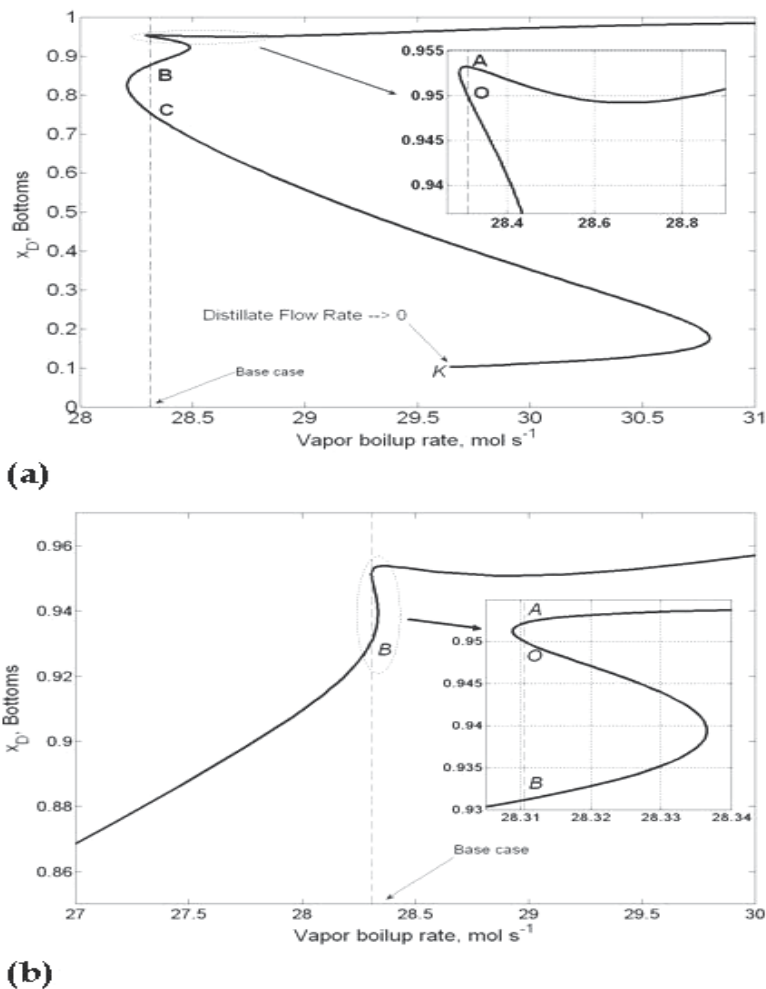 1
0.9
0.8
0.7
0.6
0.5
0.4
0.3
0.2
0.1
0
x_D, Bottoms
B
C
Distillate Flow Rate --> 0
K
Base case
0.955
0.95
0.945
0.94
A
O
28.4 28.6 28.8
28 28.5 29 29.5 30 30.5 31
Vapor boilup rate, mol s⁻¹
(a)
0.96
0.94
0.92
0.9
0.88
0.86
x_D, Bottoms
B
0.95
0.945
0.94
0.935
0.93
A
O
B
28.31 28.32 28.33 28.34
Base case
27 27.5 28 28.5 29 29.5 30
Vapor boilup rate, mol s⁻¹
(b)